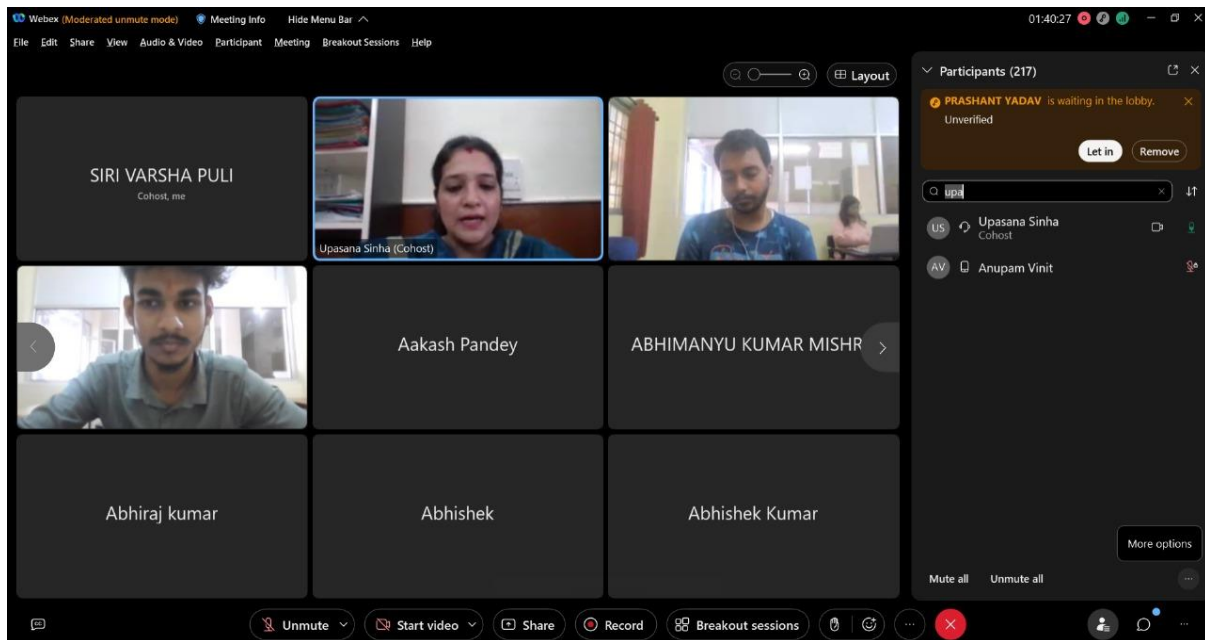 Webex (Moderated unmute mode) Meeting Info Hide Menu Bar
01:40:27
File Edit Share View Audio & Video Participant Meeting Breakout Sessions Help
Layout
SIRI VARSHA PULI
Cohost, me
Upasana Sinha (Cohost)
Aakash Pandey
ABHIMANYU KUMAR MISHR
Abhiraj kumar
Abhishek
Abhishek Kumar
Participants (217)
PRASHANT YADAV is waiting in the lobby.
Unverified
Let in Remove
upa
US Upasana Sinha
Cohost
AV Anupam Vinit
More options
Mute all Unmute all
Unmute Start video Share Record Breakout sessions